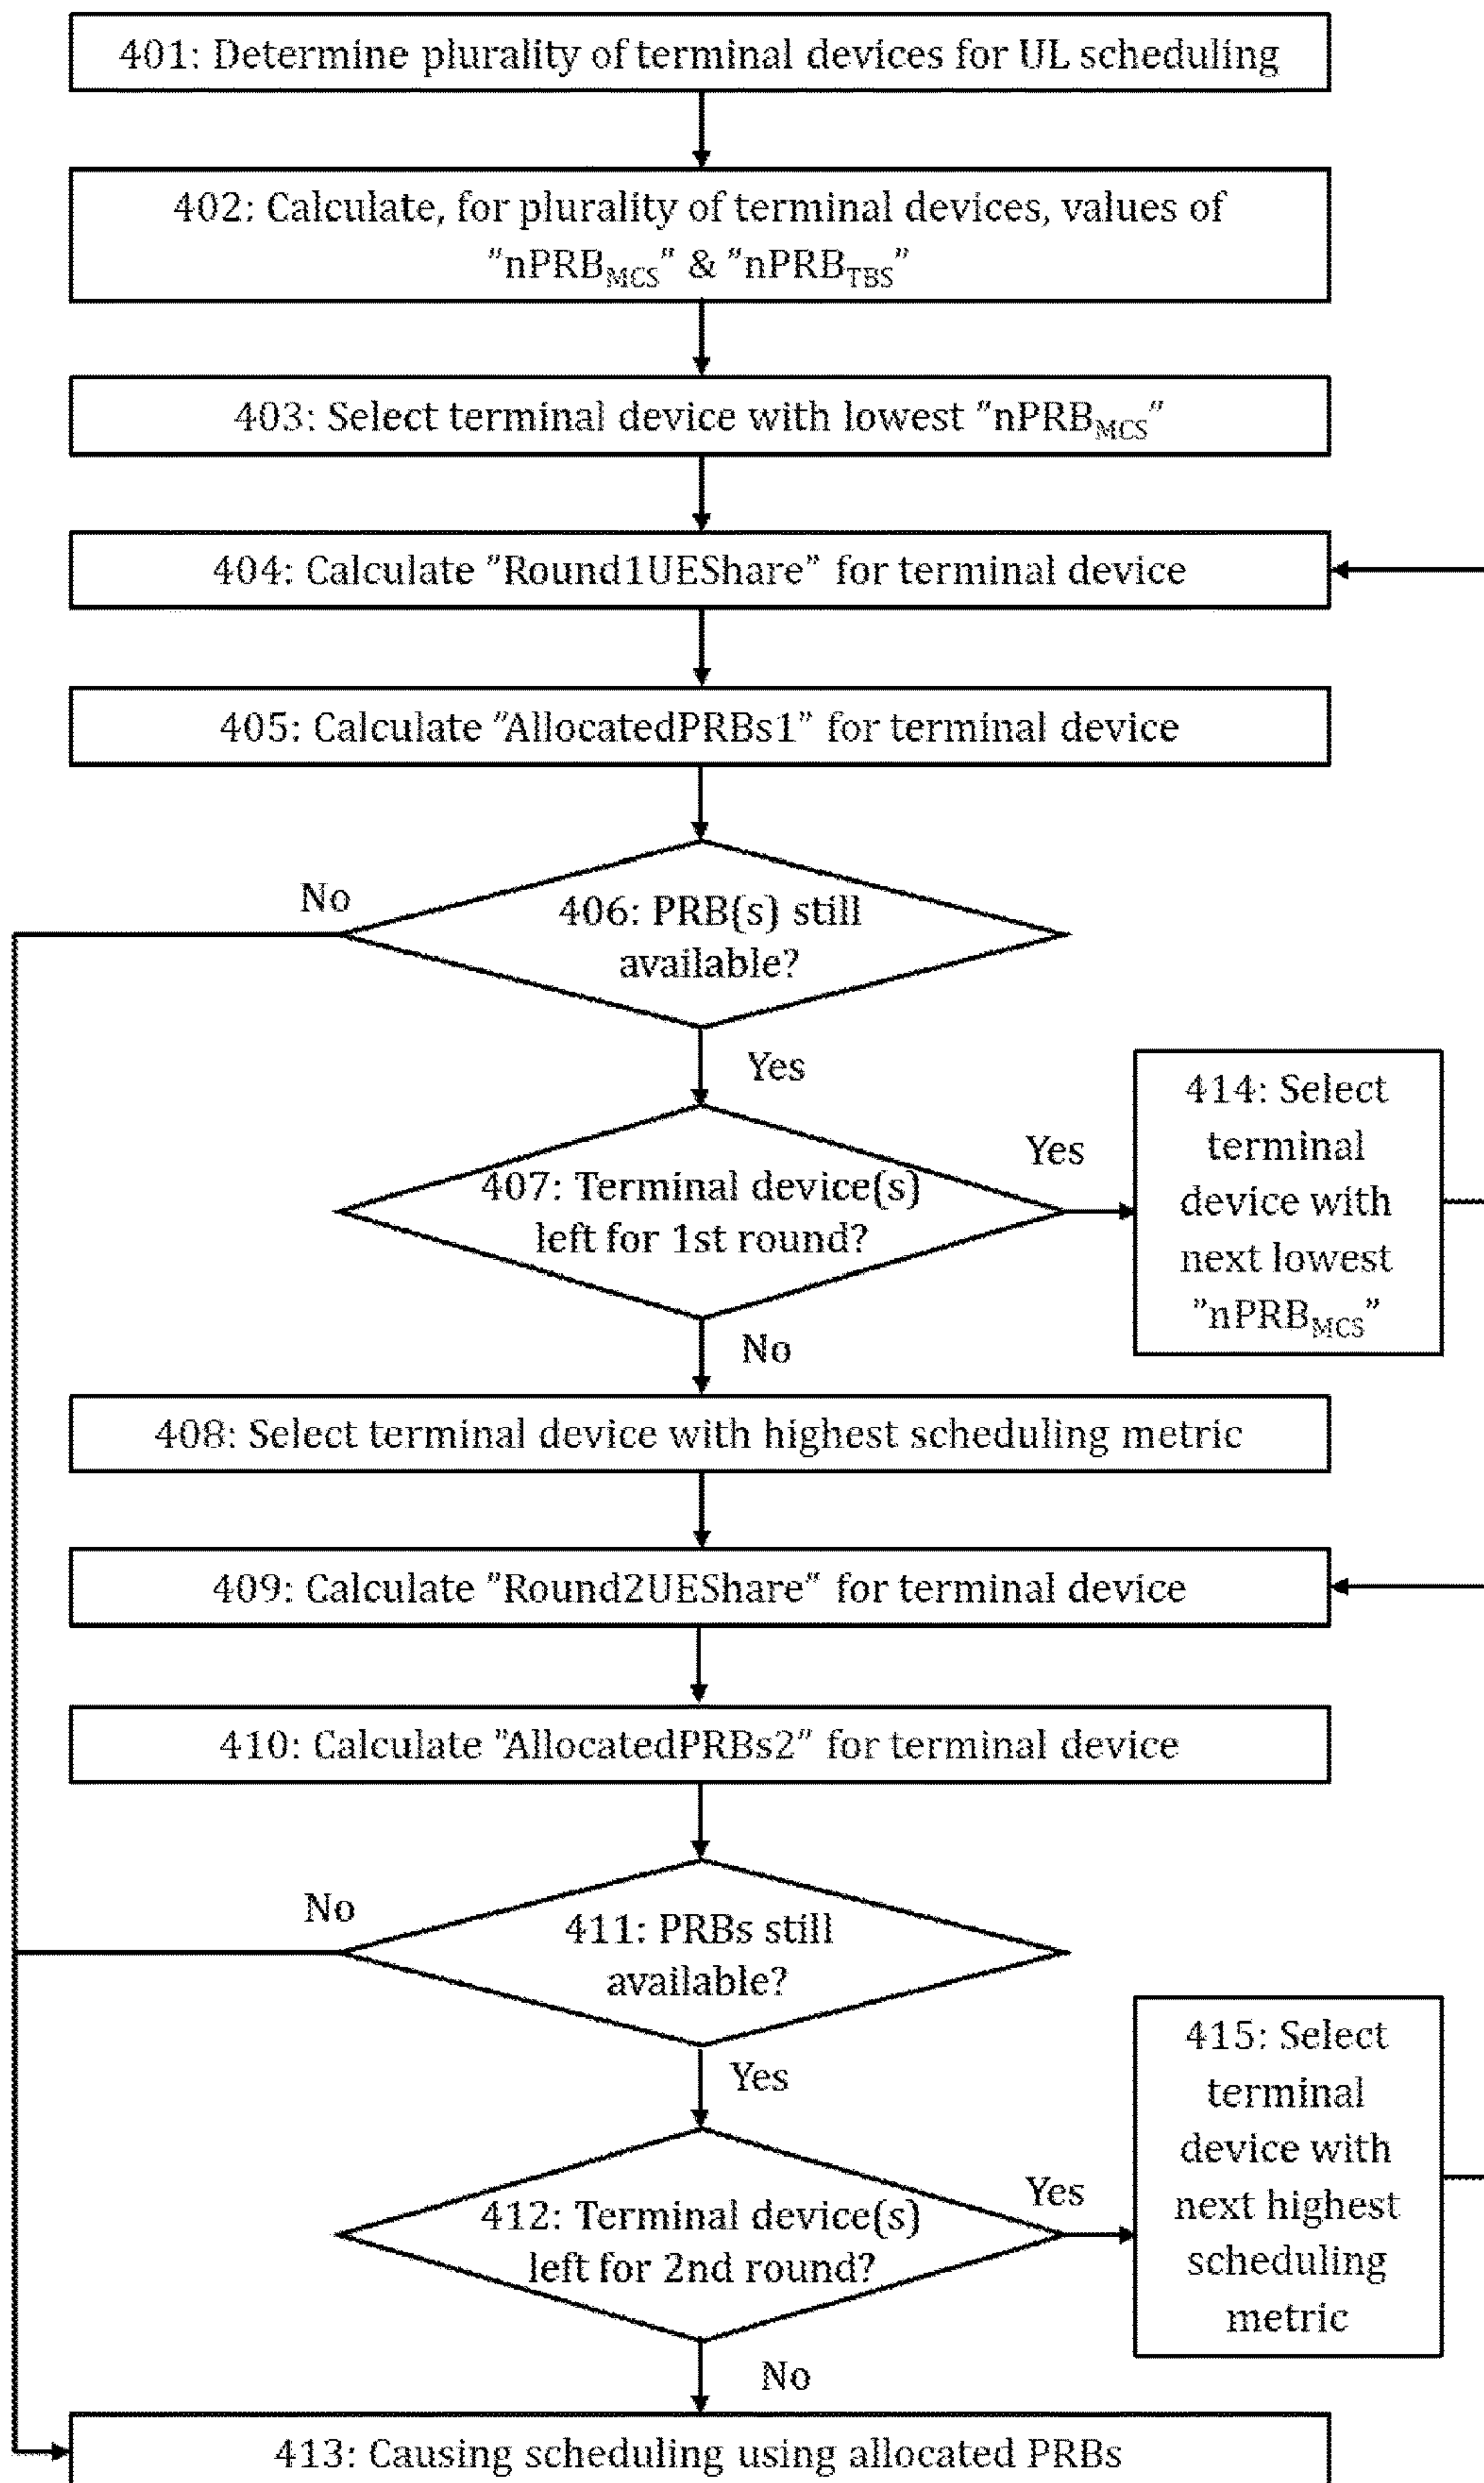 401: Determine plurality of terminal devices for UL scheduling
402: Calculate, for plurality of terminal devices, values of
"nPRBMCS" & "nPRBTBS"
403: Select terminal device with lowest "nPRBMCS"
404: Calculate "Round1UEShare" for terminal device
405: Calculate "AllocatedPRBs1" for terminal device
No
406: PRB(s) still
available?
Yes
407: Terminal device(s)
left for 1st round?
Yes
414: Select
terminal
device with
next lowest
"nPRBMCS"
No
408: Select terminal device with highest scheduling metric
409: Calculate "Round2UEShare" for terminal device
410: Calculate "AllocatedPRBs2" for terminal device
No
411: PRBs still
available?
Yes
412: Terminal device(s)
left for 2nd round?
Yes
415: Select
terminal
device with
next highest
scheduling
metric
No
413: Causing scheduling using allocated PRBs